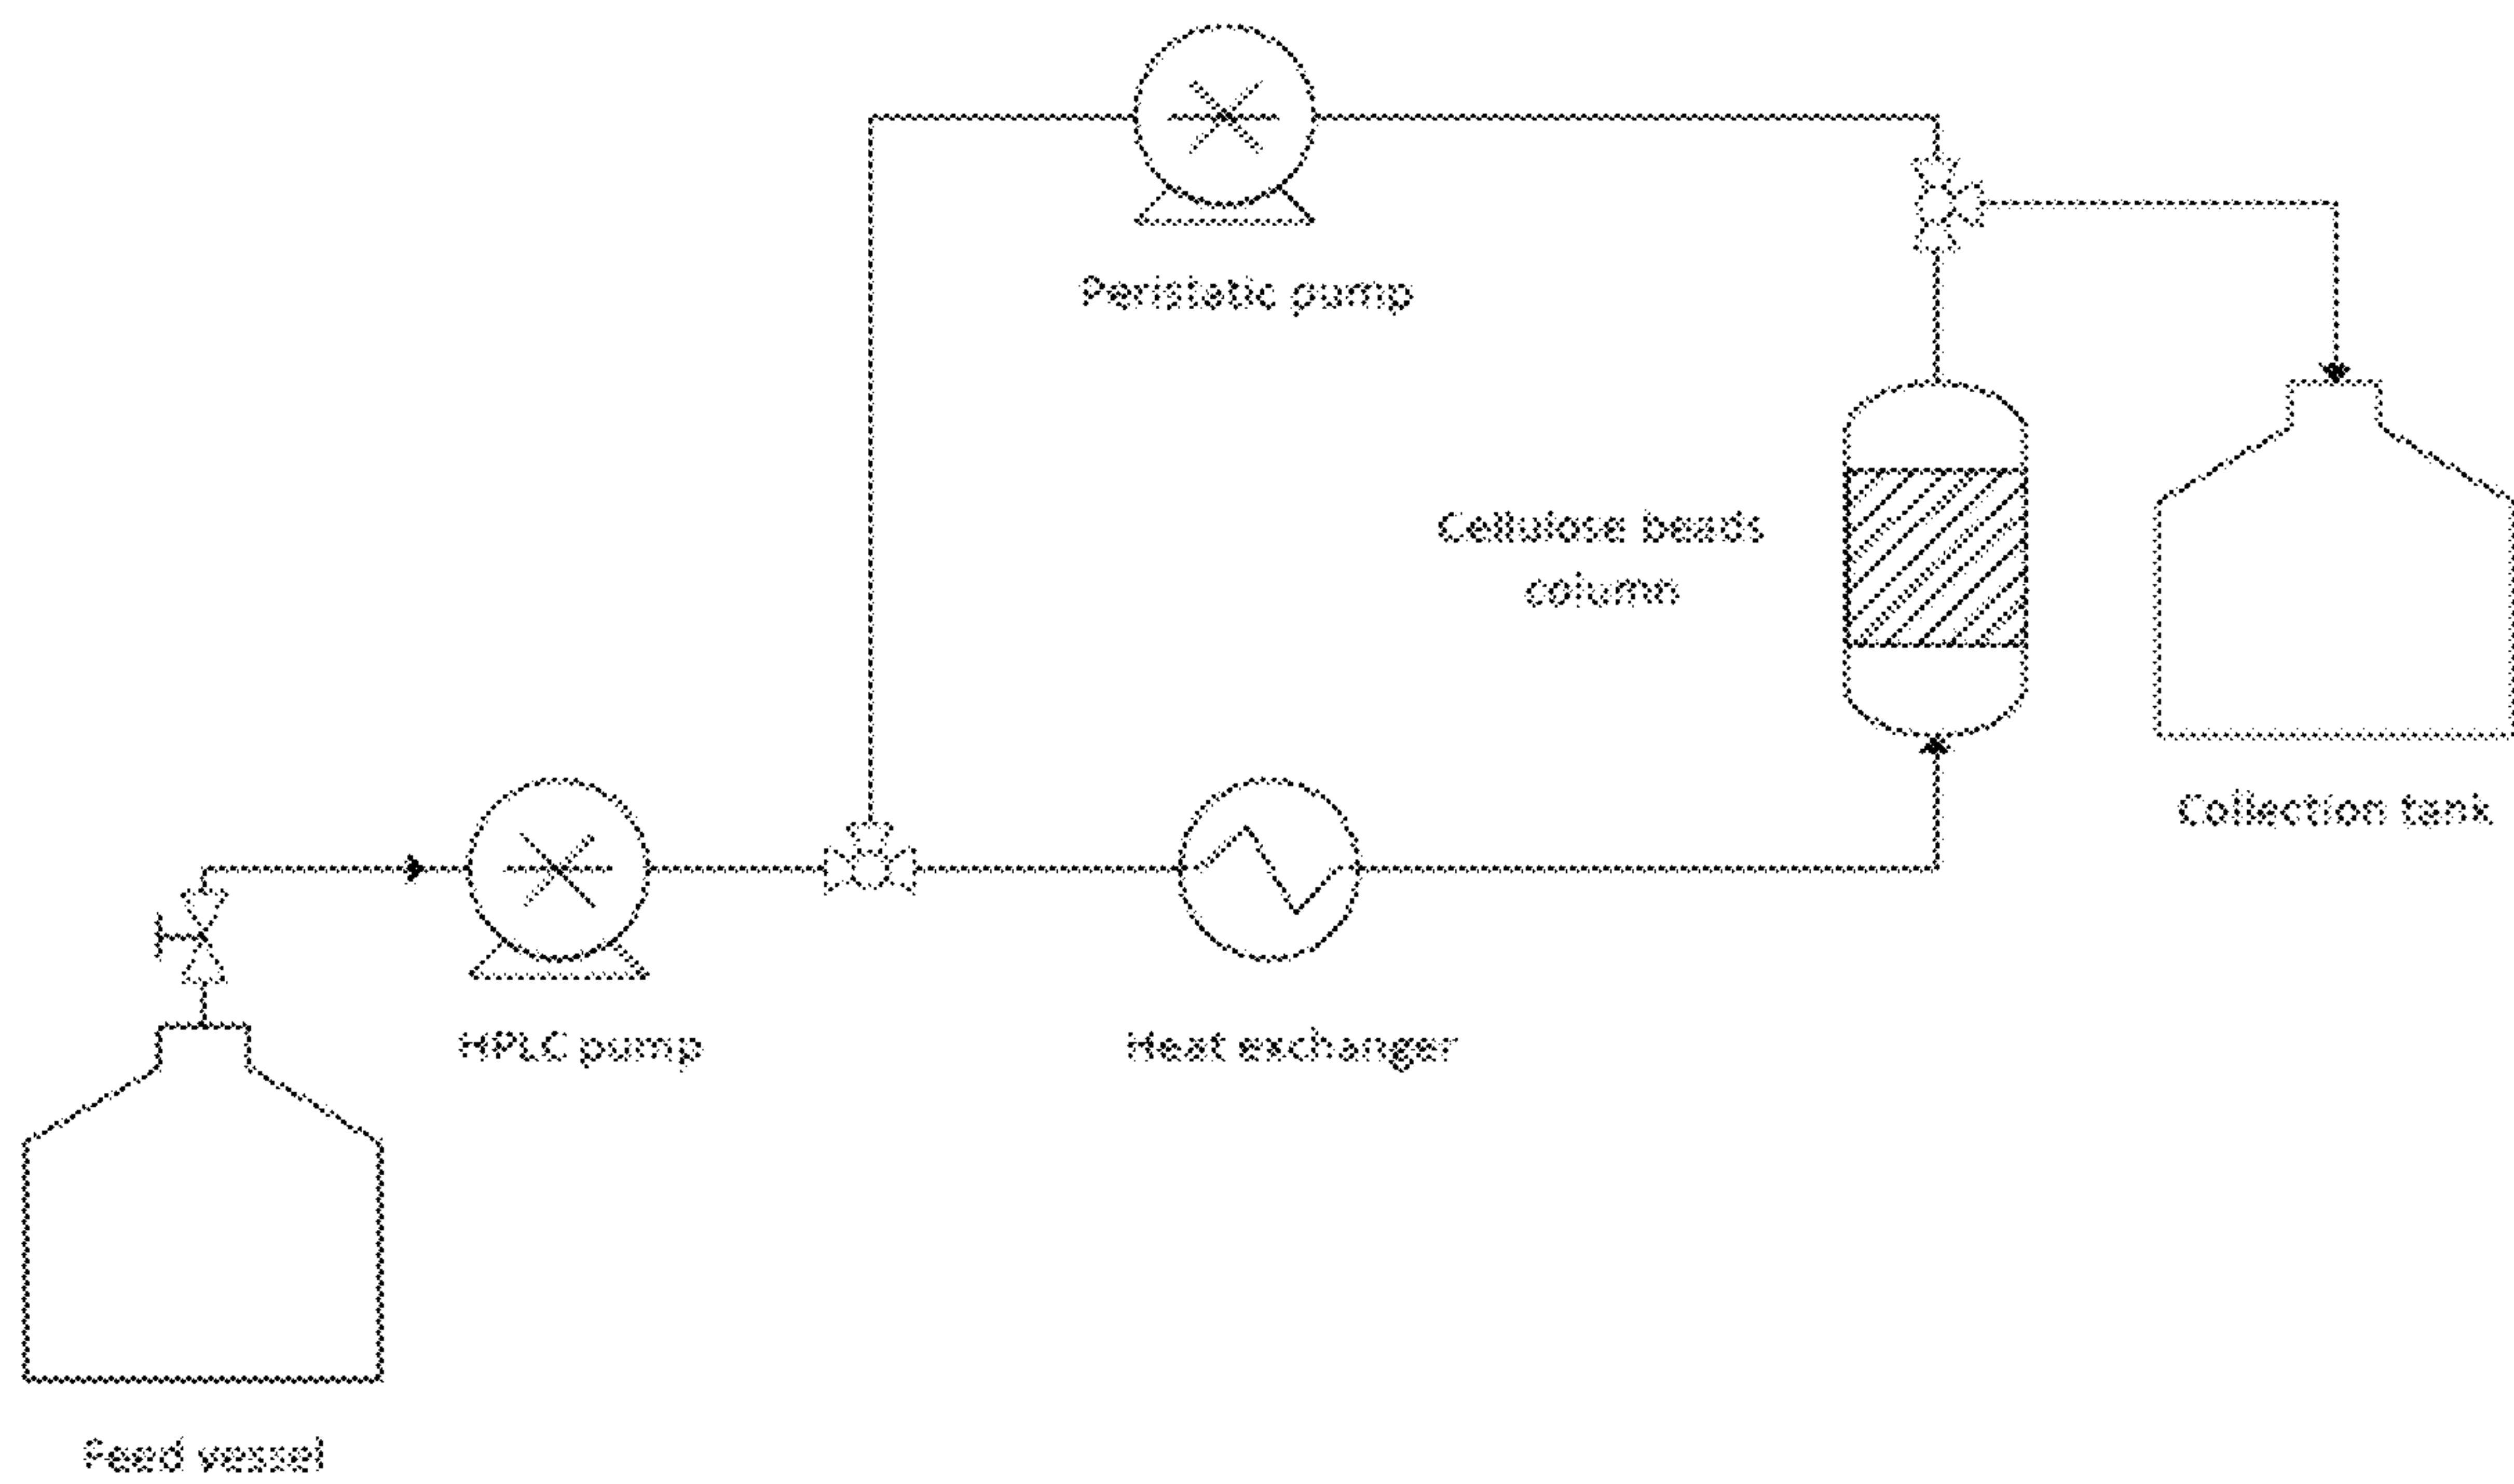 Peristaltic pump
Cellulose beads
column
Collection tank
HPLC pump
Heat exchanger
Feed vessel